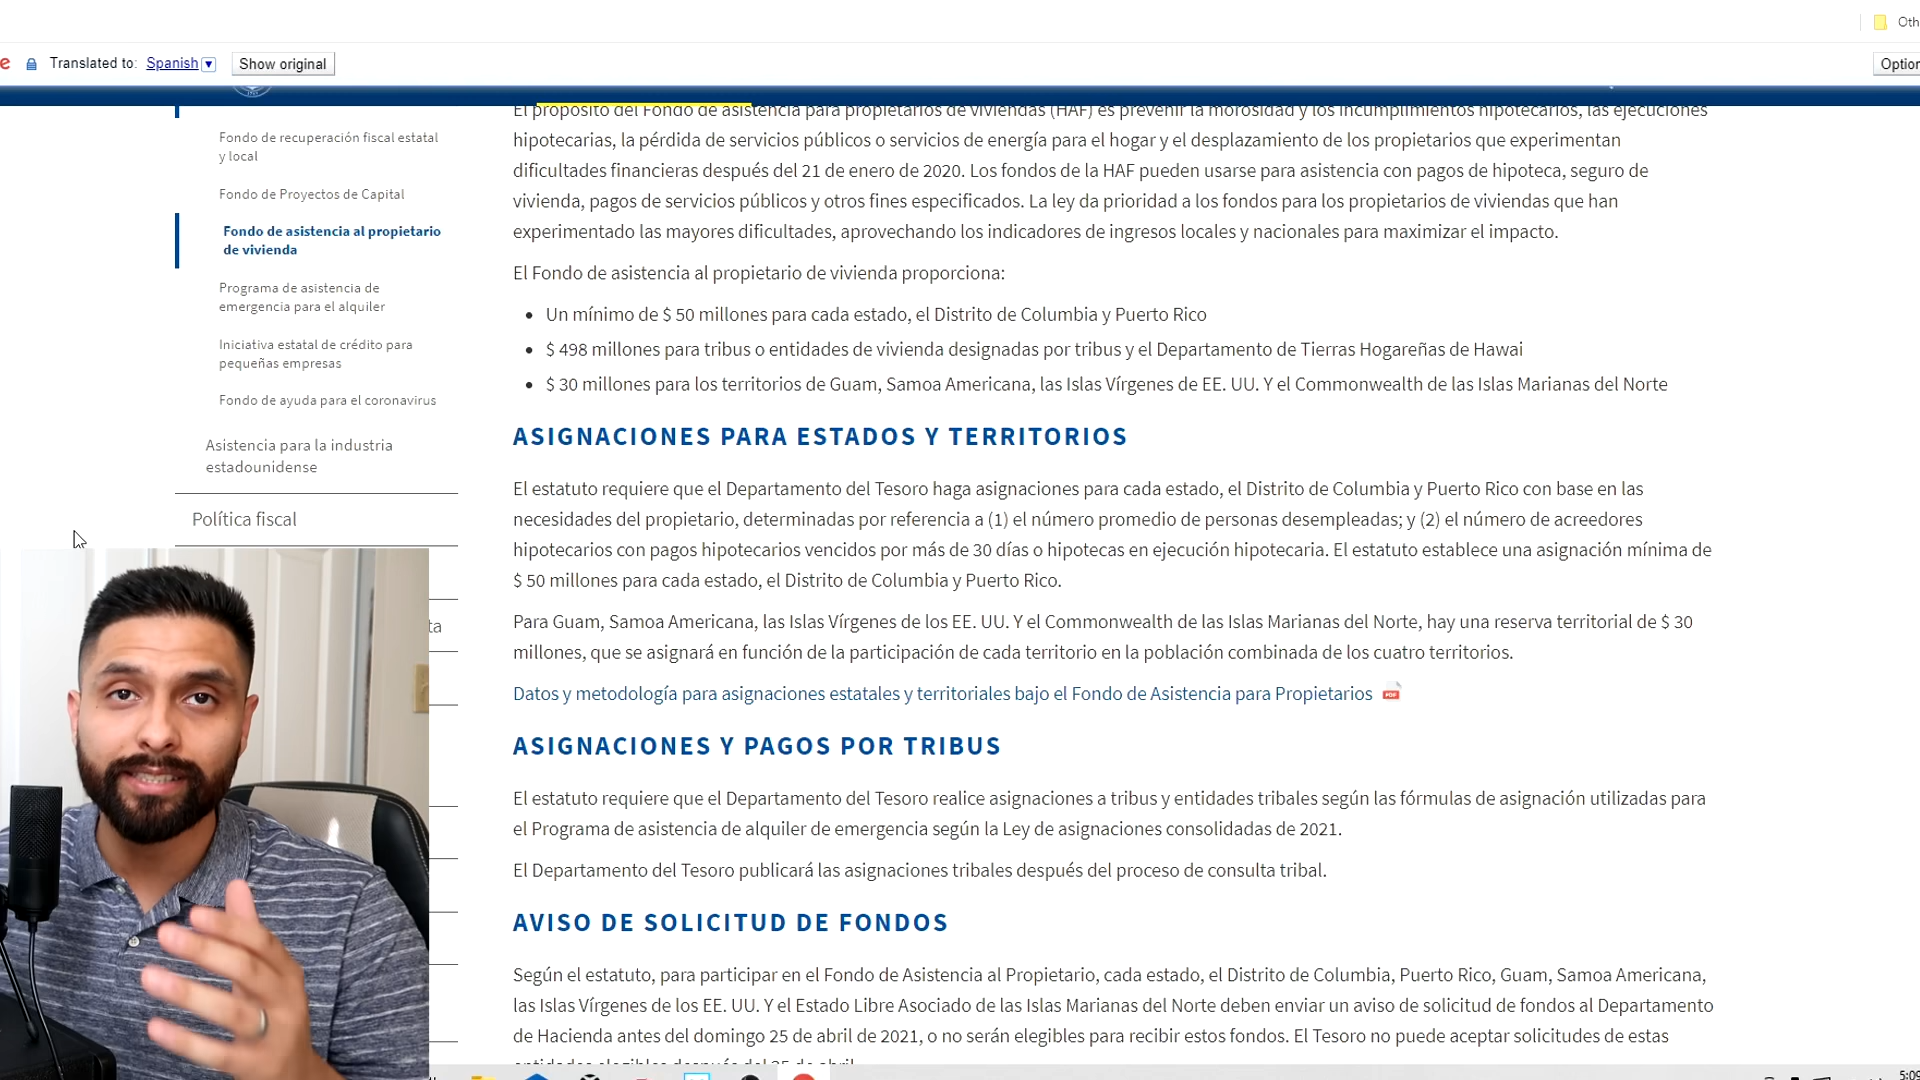 Oth
e Translated to: Spanish Show original Option
El propósito del Fondo de asistencia para propietarios de viviendas (HAF) es prevenir la morosidad y los incumplimientos hipotecarios, las ejecuciones
hipotecarias, la pérdida de servicios públicos o servicios de energía para el hogar y el desplazamiento de los propietarios que experimentan
dificultades financieras después del 21 de enero de 2020. Los fondos de la HAF pueden usarse para asistencia con pagos de hipoteca, seguro de
vivienda, pagos de servicios públicos y otros fines especificados. La ley da prioridad a los fondos para los propietarios de viviendas que han
experimentado las mayores dificultades, aprovechando los indicadores de ingresos locales y nacionales para maximizar el impacto.
El Fondo de asistencia al propietario de vivienda proporciona:
• Un mínimo de $ 50 millones para cada estado, el Distrito de Columbia y Puerto Rico
• $ 498 millones para tribus o entidades de vivienda designadas por tribus y el Departamento de Tierras Hogareñas de Hawai
• $ 30 millones para los territorios de Guam, Samoa Americana, las Islas Vírgenes de EE. UU. Y el Commonwealth de las Islas Marianas del Norte
ASIGNACIONES PARA ESTADOS Y TERRITORIOS
El estatuto requiere que el Departamento del Tesoro haga asignaciones para cada estado, el Distrito de Columbia y Puerto Rico con base en las
necesidades del propietario, determinadas por referencia a (1) el número promedio de personas desempleadas; y (2) el número de acreedores
hipotecarios con pagos hipotecarios vencidos por más de 30 días o hipotecas en ejecución hipotecaria. El estatuto establece una asignación mínima de
$ 50 millones para cada estado, el Distrito de Columbia y Puerto Rico.
Para Guam, Samoa Americana, las Islas Vírgenes de los EE. UU. Y el Commonwealth de las Islas Marianas del Norte, hay una reserva territorial de $ 30
millones, que se asignará en función de la participación de cada territorio en la población combinada de los cuatro territorios.
Datos y metodología para asignaciones estatales y territoriales bajo el Fondo de Asistencia para Propietarios PDF
ASIGNACIONES Y PAGOS POR TRIBUS
El estatuto requiere que el Departamento del Tesoro realice asignaciones a tribus y entidades tribales según las fórmulas de asignación utilizadas para
el Programa de asistencia de alquiler de emergencia según la Ley de asignaciones consolidadas de 2021.
El Departamento del Tesoro publicará las asignaciones tribales después del proceso de consulta tribal.
AVISO DE SOLICITUD DE FONDOS
Según el estatuto, para participar en el Fondo de Asistencia al Propietario, cada estado, el Distrito de Columbia, Puerto Rico, Guam, Samoa Americana,
las Islas Vírgenes de los EE. UU. Y el Estado Libre Asociado de las Islas Marianas del Norte deben enviar un aviso de solicitud de fondos al Departamento
de Hacienda antes del domingo 25 de abril de 2021, o no serán elegibles para recibir estos fondos. El Tesoro no puede aceptar solicitudes de estas
entidades elegibles después del 25 de abril
Fondo de recuperación fiscal estatal
y local
Fondo de Proyectos de Capital
Fondo de asistencia al propietario
de vivienda
Programa de asistencia de
emergencia para el alquiler
Iniciativa estatal de crédito para
pequeñas empresas
Fondo de ayuda para el coronavirus
Asistencia para la industria
estadounidense
Política fiscal
ta
5:09